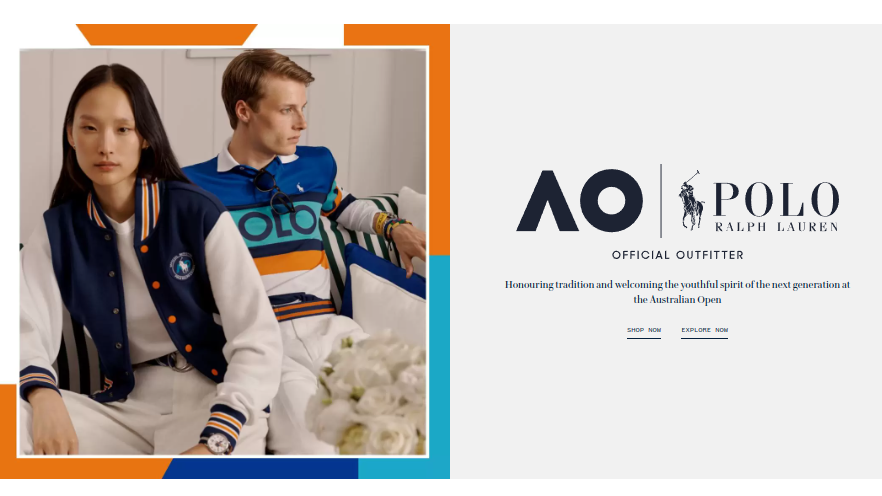 OLO
AO
POLO
RALPH LAUREN
OFFICIAL OUTFITTER
Honouring tradition and welcoming the youthful spirit of the next generation at
the Australian Open
SHOP NOW EXPLORE NOW